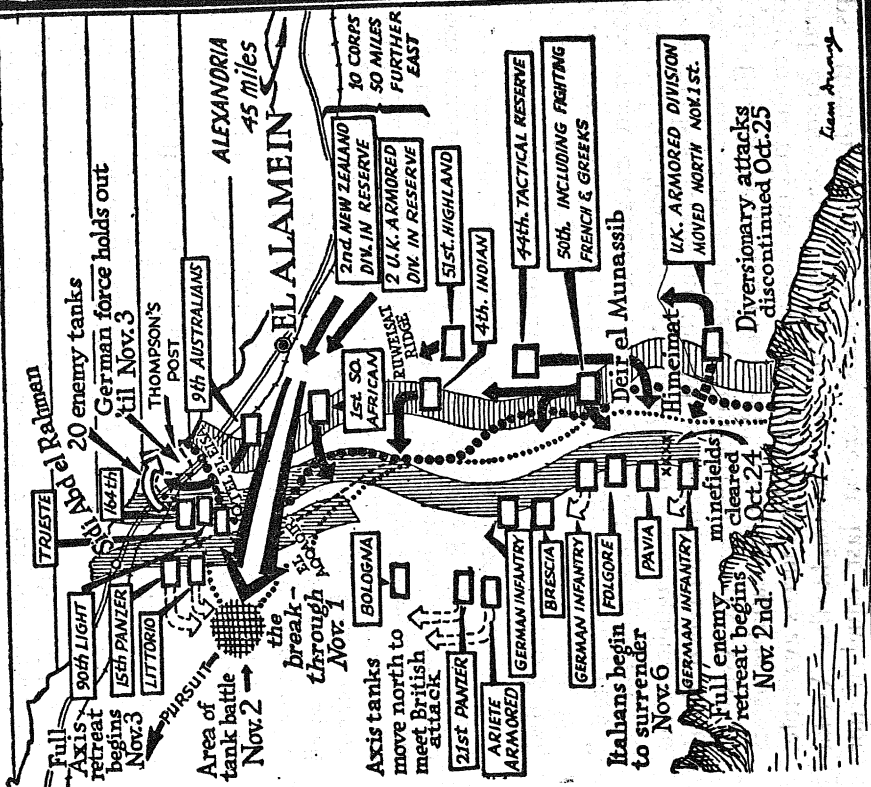 Full
Axis
retreat
begins
Nov. 3
PURSUIT
90th LIGHT
15th PANZER
LITTORIO
TRIESTE
164th
Sidi Abd el Rahman
20 enemy tanks
German force holds out
'til Nov. 3
THOMPSON'S
POST
9th AUSTRALIANS
ALEXANDRIA
45 miles
EL ALAMEIN
10 CORPS
50 MILES
FURTHER
EAST
Area of
tank battle
Nov. 2
the
break-
through
Nov. 1
TEL EL EISA
EL
AQQAQIR
2nd NEW ZEALAND
DIV. IN RESERVE
2 U.K. ARMORED
DIV. IN RESERVE
1st SO.
AFRICAN
RUWEISAT
RIDGE
51st. HIGHLAND
4th. INDIAN
BOLOGNA
Axis tanks
move north to
meet British
attack
21st PANZER
ARIETE
ARMORED
GERMAN INFANTRY
BRESCIA
GERMAN INFANTRY
FOLGORE
PAVIA
GERMAN INFANTRY
44th. TACTICAL RESERVE
50th. INCLUDING FIGHTING
FRENCH & GREEKS
Deir el Munassib
Himeimat
U.K. ARMORED DIVISION
MOVED NORTH NOV. 1st.
Italians begin
to surrender
Nov. 6
Full enemy
retreat begins
Nov. 2nd.
xxxx
minefields
cleared
Oct. 24
Diversionary attacks
discontinued Oct. 25